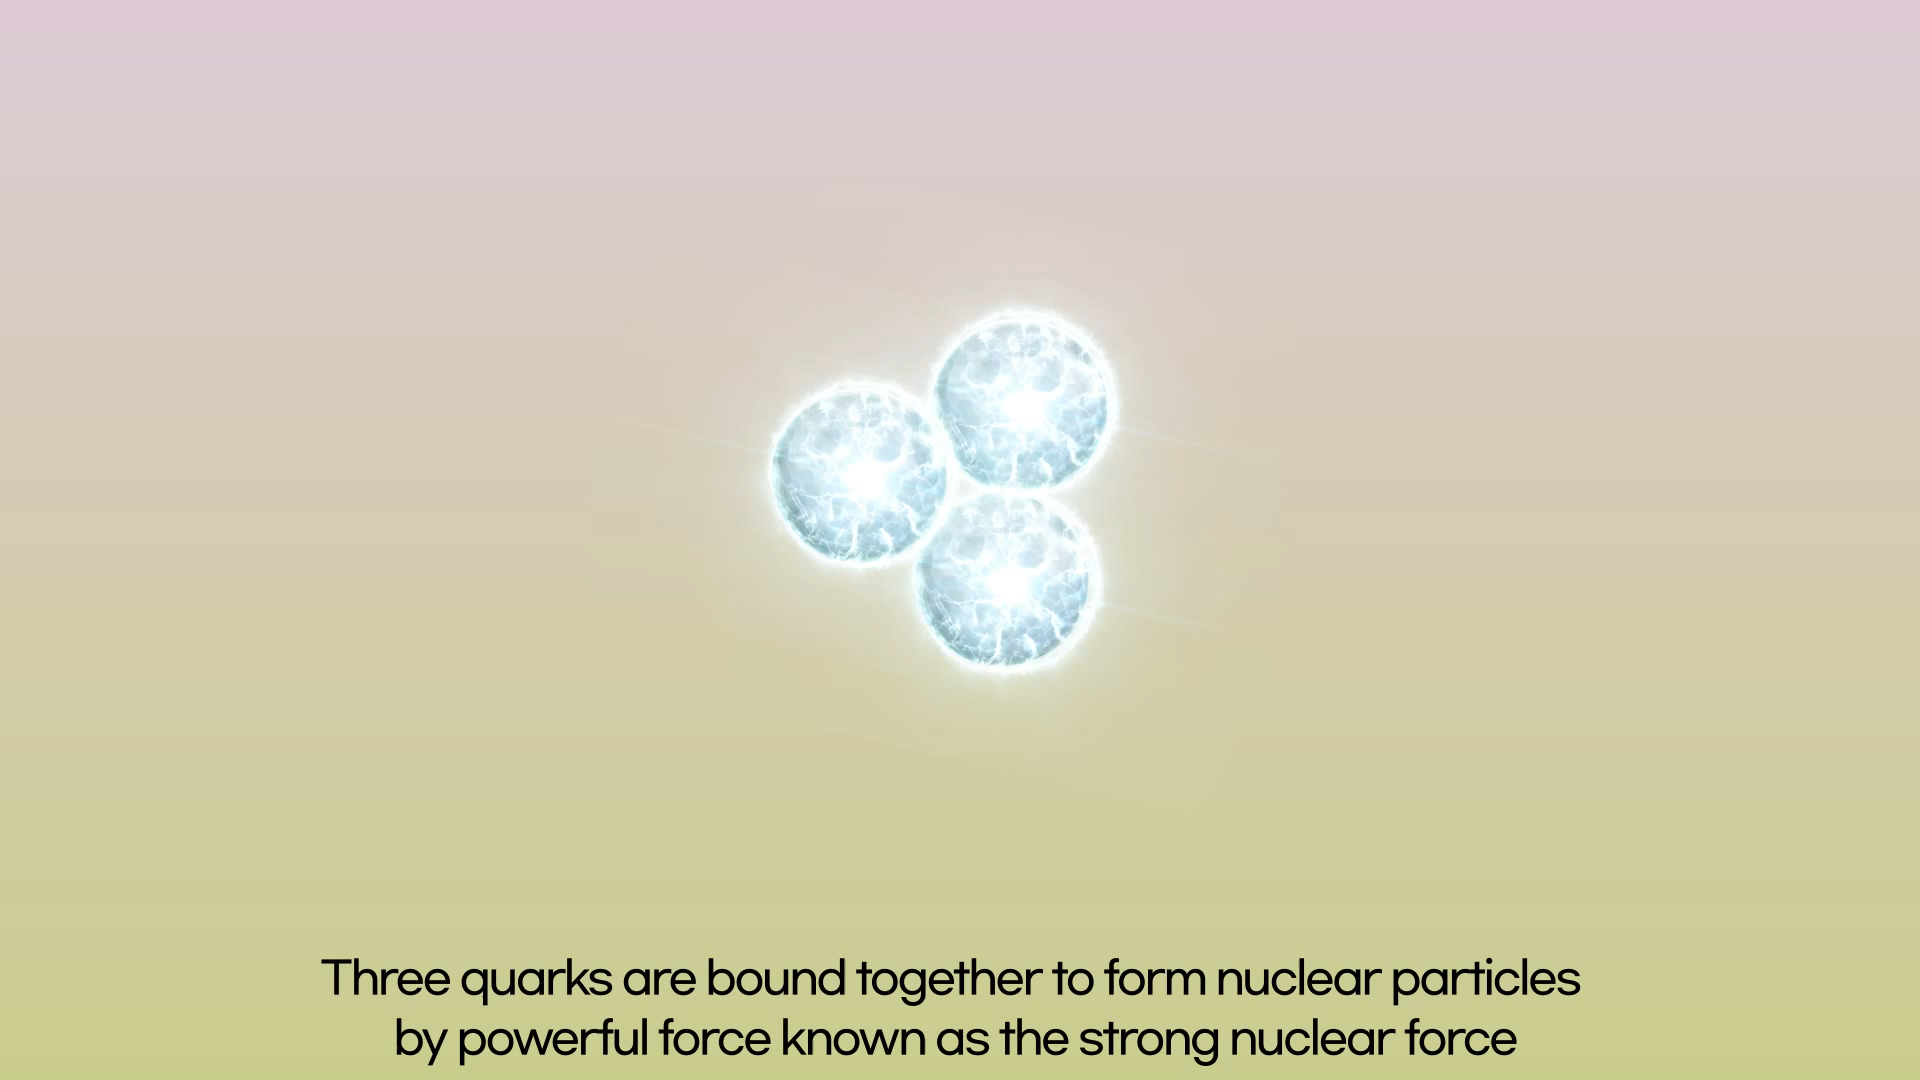 Three quarks are bound together to form nuclear particles
by powerful force known as the strong nuclear force